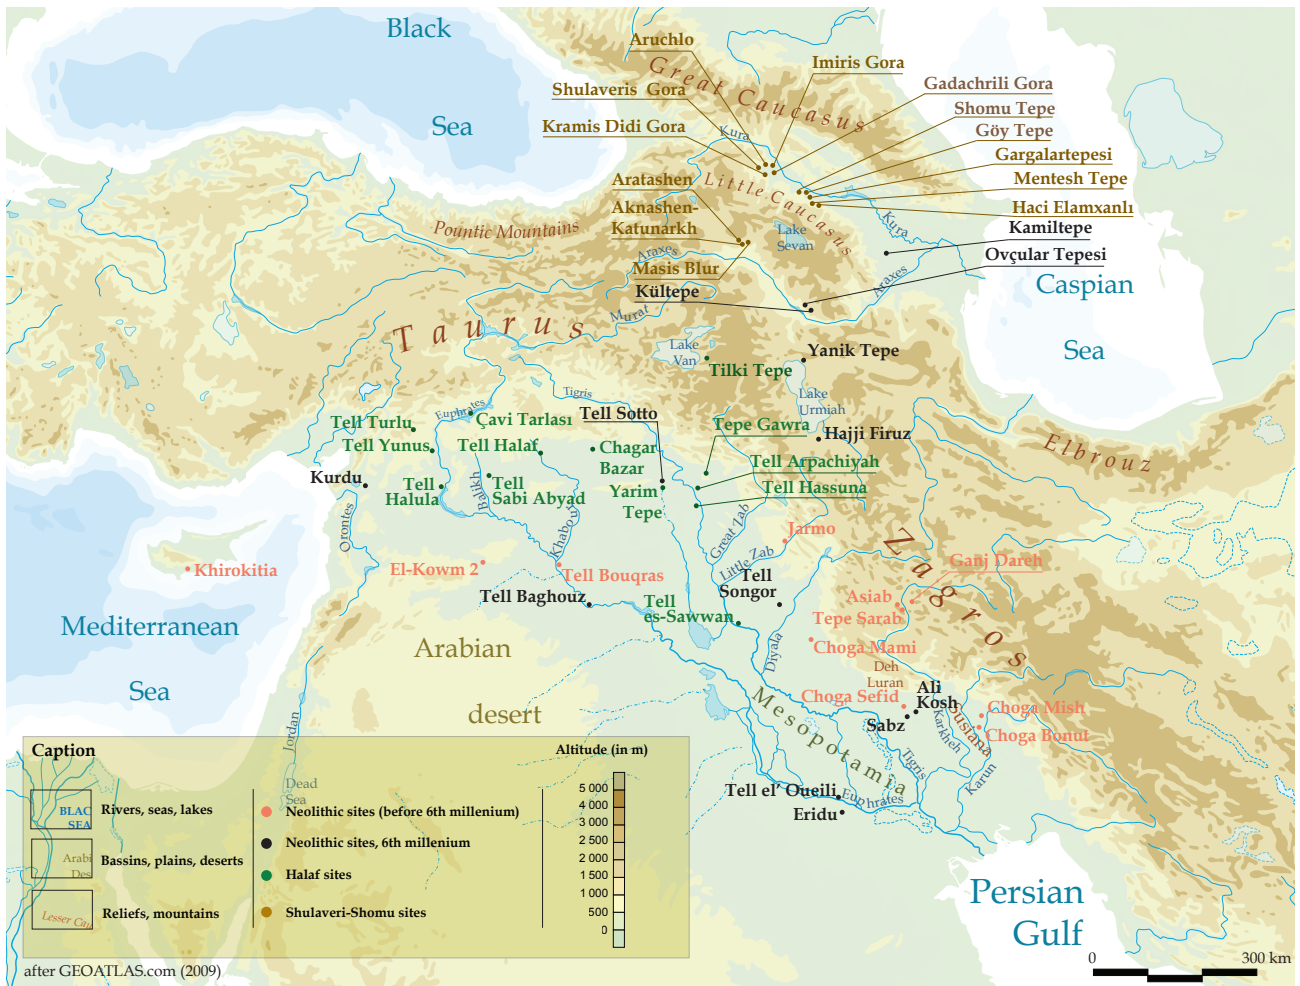 Black
Sea
Aruchlo
Imiris Gora
Great Caucasus
Shulaveris Gora
Gadachrili Gora
Shomu Tepe
Kramis Didi Gora
Kura
Göy Tepe
Gargalartepesi
Aratashen
Little Caucasus
Mentesh Tepe
Aknashen-
Katunarkh
Haci Elamxanlı
Kura
Kamiltepe
Pountic Mountains
Lake
Sevan
Araxes
Ovçular Tepesi
Masis Blur
Araxes
Caspian
Sea
Kültepe
Murat
Taurus
Lake
Van
Tilki Tepe
Yanik Tepe
Lake
Urmiah
Tigris
Euphrates
Çavi Tarlası
Tell Sotto
Tell Turlu
Tepe Gawra
Hajji Firuz
Elbrouz
Tell Yunus
Tell Halaf
Chagar
Bazar
Tell Arpachiyah
Kurdu
Tell
Halula
Balikh
Tell
Sabi Abyad
Yarim
Tepe
Tell Hassuna
Orontes
Khabour
Great Zab
Jarmo
Zagros
Little Zab
Khirokitia
El-Kowm 2
Tell Bouqras
Ganj Dareh
Tell Baghouz
Tell
Songor
Asiab
Tepe Sarab
Tell
es-Sawwan
Mediterranean
Sea
Arabian
desert
Diyala
Choga Mami
Deh
Luran
Mesopotamia
Choga Sefid
Ali
Kosh
Sabz
Susiana
Karkheh
Choga Mish
Choga Bonut
Jordan
Tigris
Karun
Dead
Sea
Tell el' Oueili
Euphrates
Eridu
Persian
Gulf
Caption
BLAC
SEA
Rivers, seas, lakes
Arabi
Des
Bassins, plains, deserts
Lesser Cau
Reliefs, mountains
Neolithic sites (before 6th millenium)
Neolithic sites, 6th millenium
Halaf sites
Shulaveri-Shomu sites
Altitude (in m)
5 000
4 000
3 000
2 500
2 000
1 500
1 000
500
0
after GEOATLAS.com (2009)
0
300 km